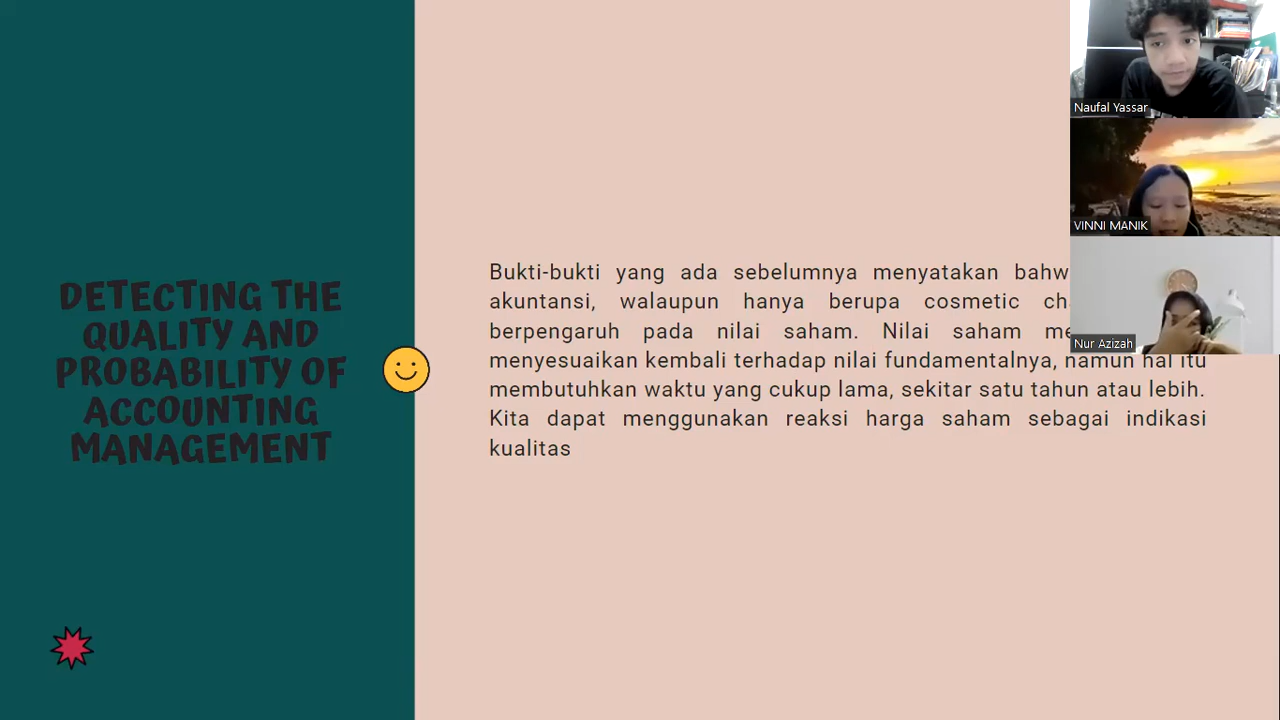 DETECTING THE
QUALITY AND
PROBABILITY OF
ACCOUNTING
MANAGEMENT
Bukti-bukti yang ada sebelumnya menyatakan
akuntansi, walaupun hanya berupa cosmetic
berpengaruh pada nilai saham. Nilai saham
menyesuaikan kembali terhadap nilai fundamentalnya, namun hal itu
membutuhkan waktu yang cukup lama, sekitar satu tahun atau lebih.
Kita dapat menggunakan reaksi harga saham sebagai indikasi
kualitas
Naufal Yassar
VINNI MANIK
Nur Azizah